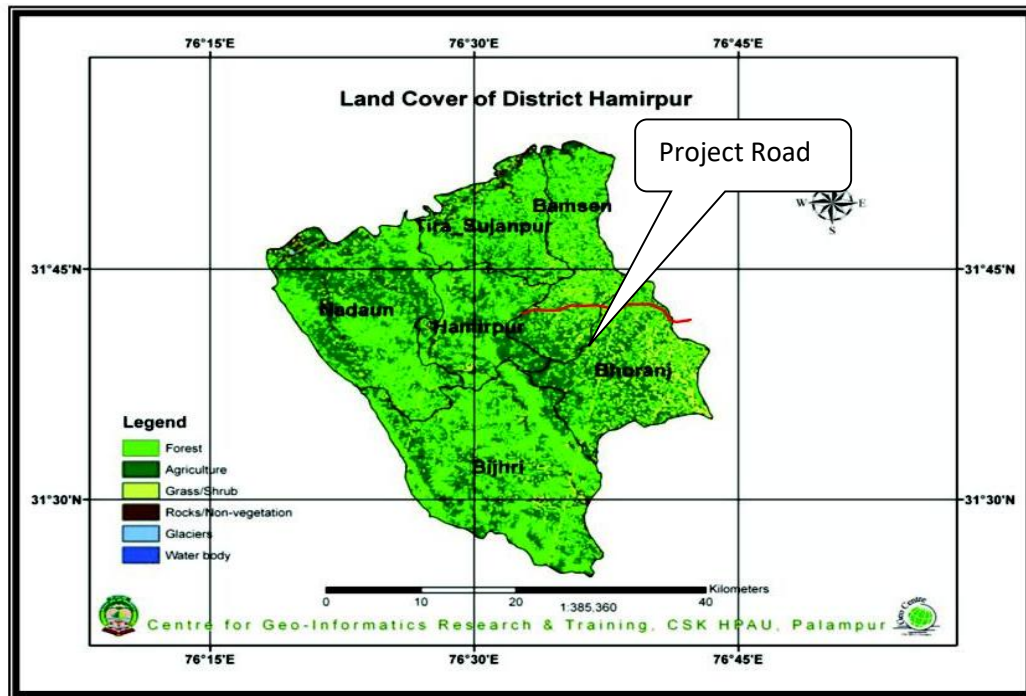 76°15'E 76°30'E 76°45'E
Land Cover of District Hamirpur
Project Road
Bamsen
Tira_Sujanpur
W E
S
31°45'N 31°45'N
Nadaun
Hamirpur
Bhoranj
Legend
Forest
Agriculture
Grass/Shrub
Rocks/Non-vegetation
Glaciers
Water body
Bijhri
31°30'N 31°30'N
Kilometers
0 10 20 40
1:385,360
Geo Centre
Centre for Geo-Informatics Research & Training, CSK HPAU, Palampur
76°15'E 76°30'E 76°45'E